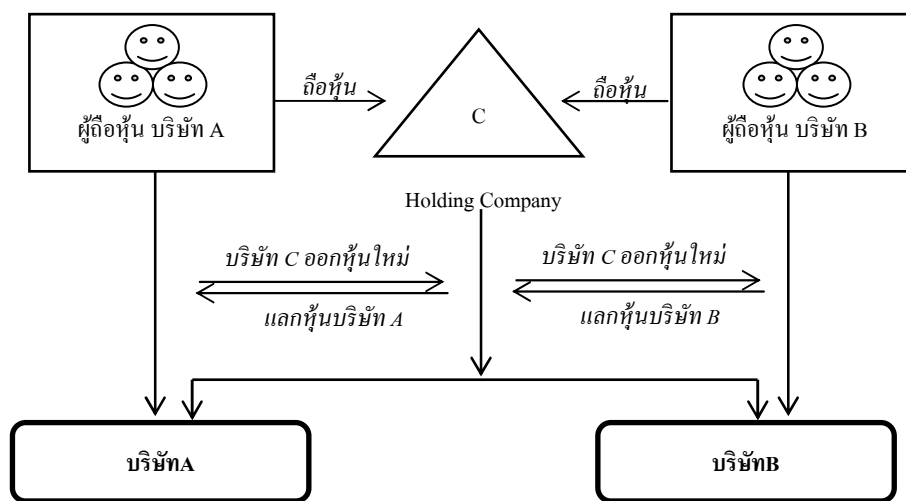 ถือหุ้น
ถือหุ้น
C
ผู้ถือหุ้น บริษัท A
ผู้ถือหุ้น บริษัท B
Holding Company
บริษัท C ออกหุ้นใหม่
บริษัท C ออกหุ้นใหม่
แลกหุ้นบริษัท A
แลกหุ้นบริษัท B
บริษัทA
บริษัทB